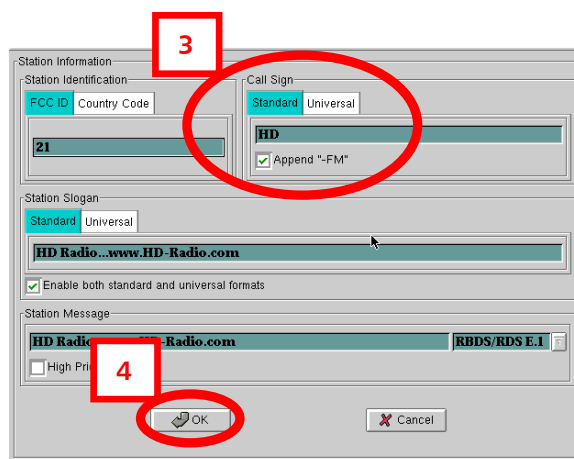 3
Station Information
Station Identification
Call Sign
FCC ID Country Code
Standard Universal
21
HD
Append "-FM"
Station Slogan
Standard Universal
HD Radio...www.HD-Radio.com
Enable both standard and universal formats
Station Message
HD Radio HD-Radio.com RBDS/RDS E.1
High
4
OK
Cancel